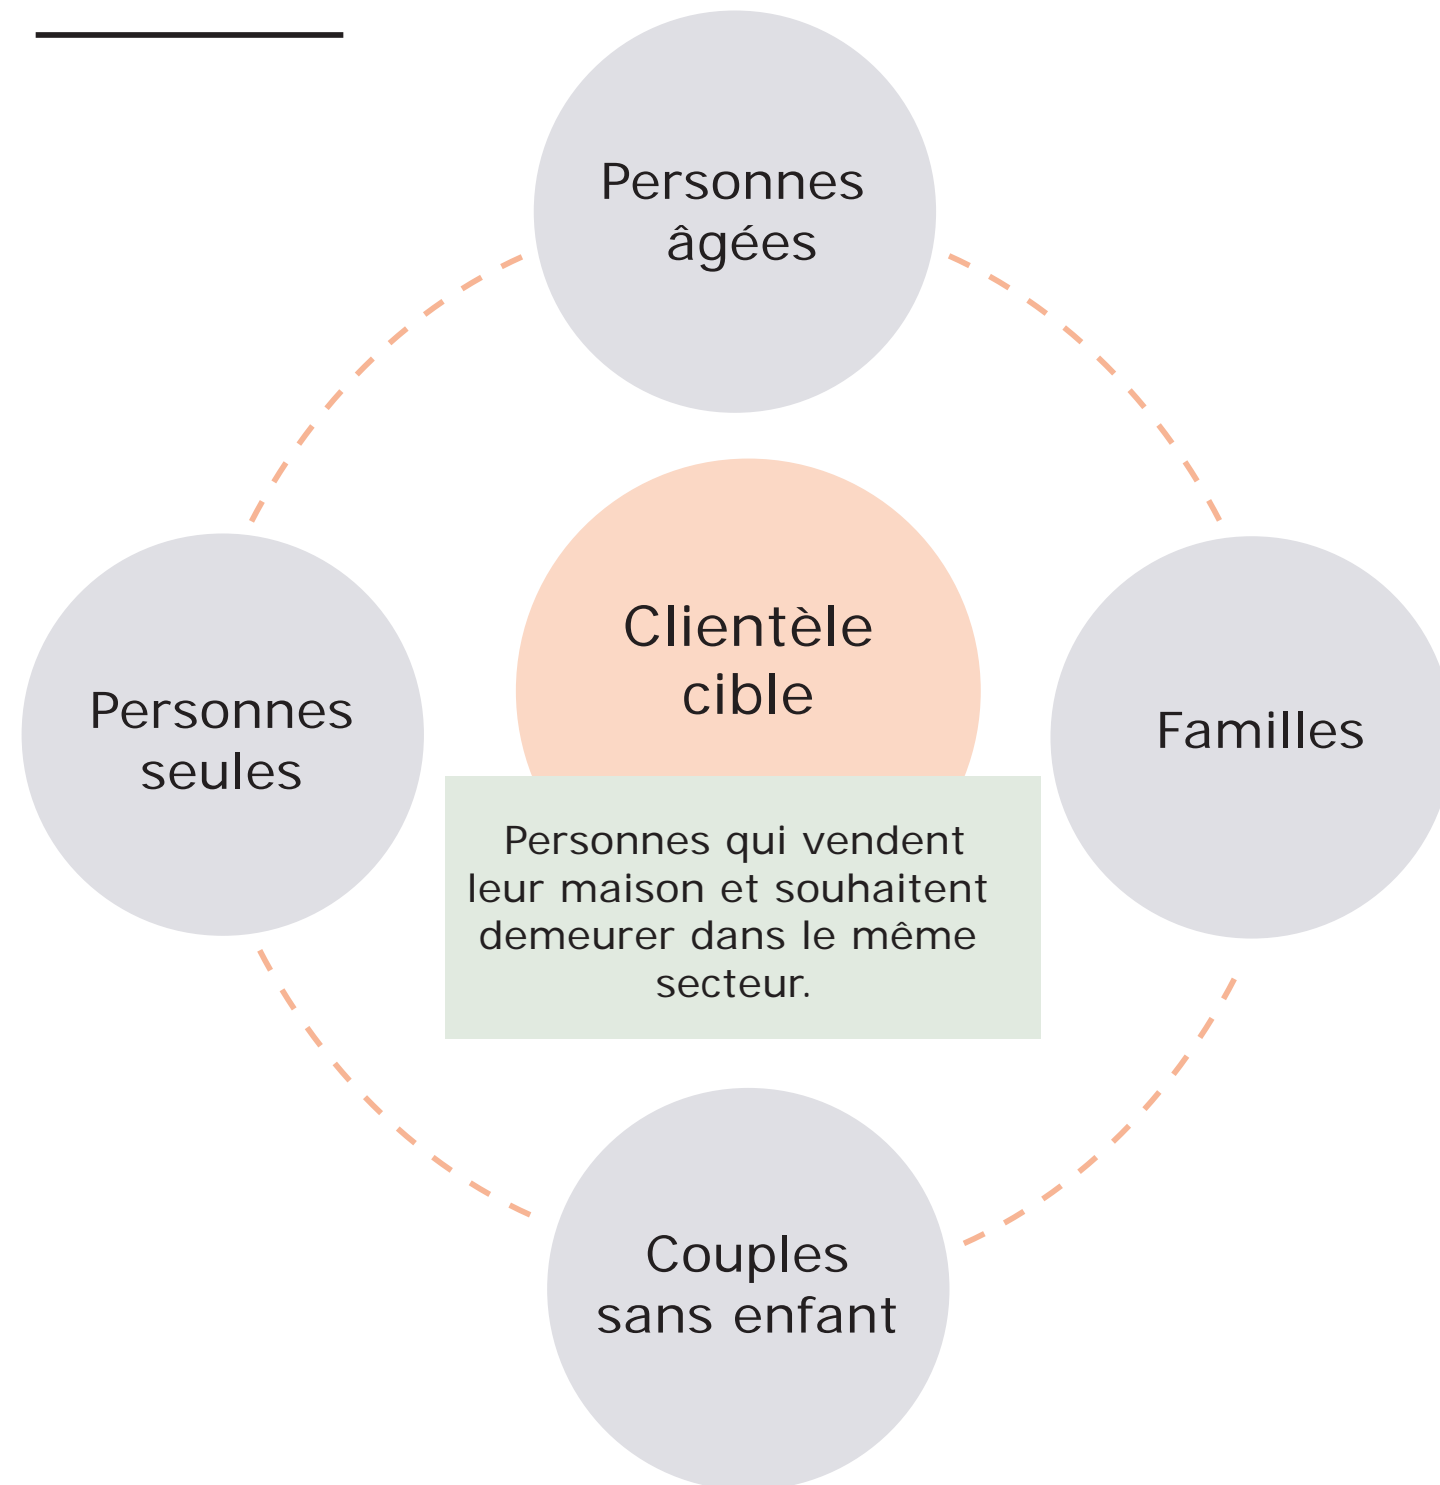 Personnes
âgées
Clientèle
cible
Personnes
seules
Familles
Personnes qui vendent
leur maison et souhaitent
demeurer dans le même
secteur.
Couples
sans enfant